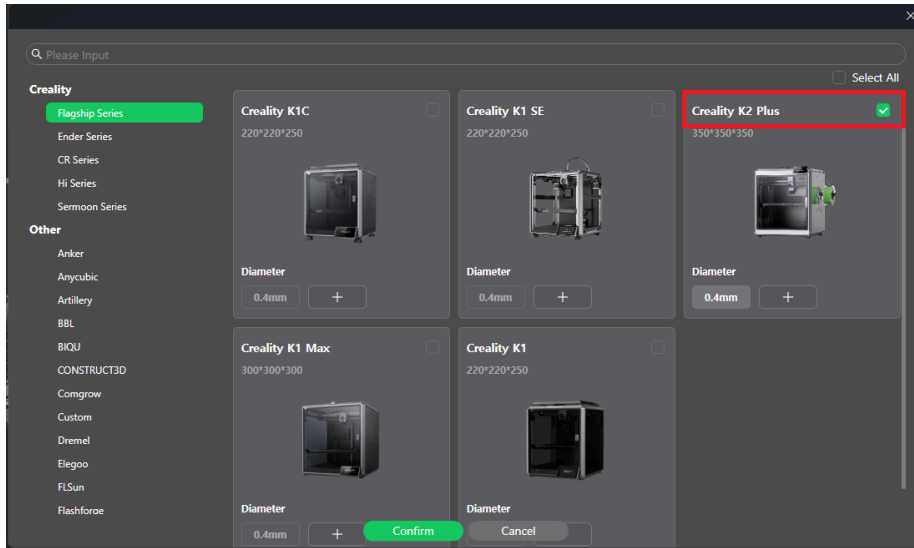 Please Input
Select All
Creality
Flagship Series
Ender Series
CR Series
Hi Series
Sermoon Series
Other
Anker
Anycubic
Artillery
BBL
BIQU
CONSTRUCT3D
Comgrow
Custom
Dremel
Elegoo
FLSun
Flashforge
Creality K1C
220*220*250
Diameter
0.4mm +
Creality K1 SE
220*220*250
Diameter
0.4mm +
Creality K2 Plus
350*350*350
Diameter
0.4mm +
Creality K1 Max
300*300*300
Diameter
0.4mm +
Creality K1
220*220*250
Diameter
Confirm
Cancel